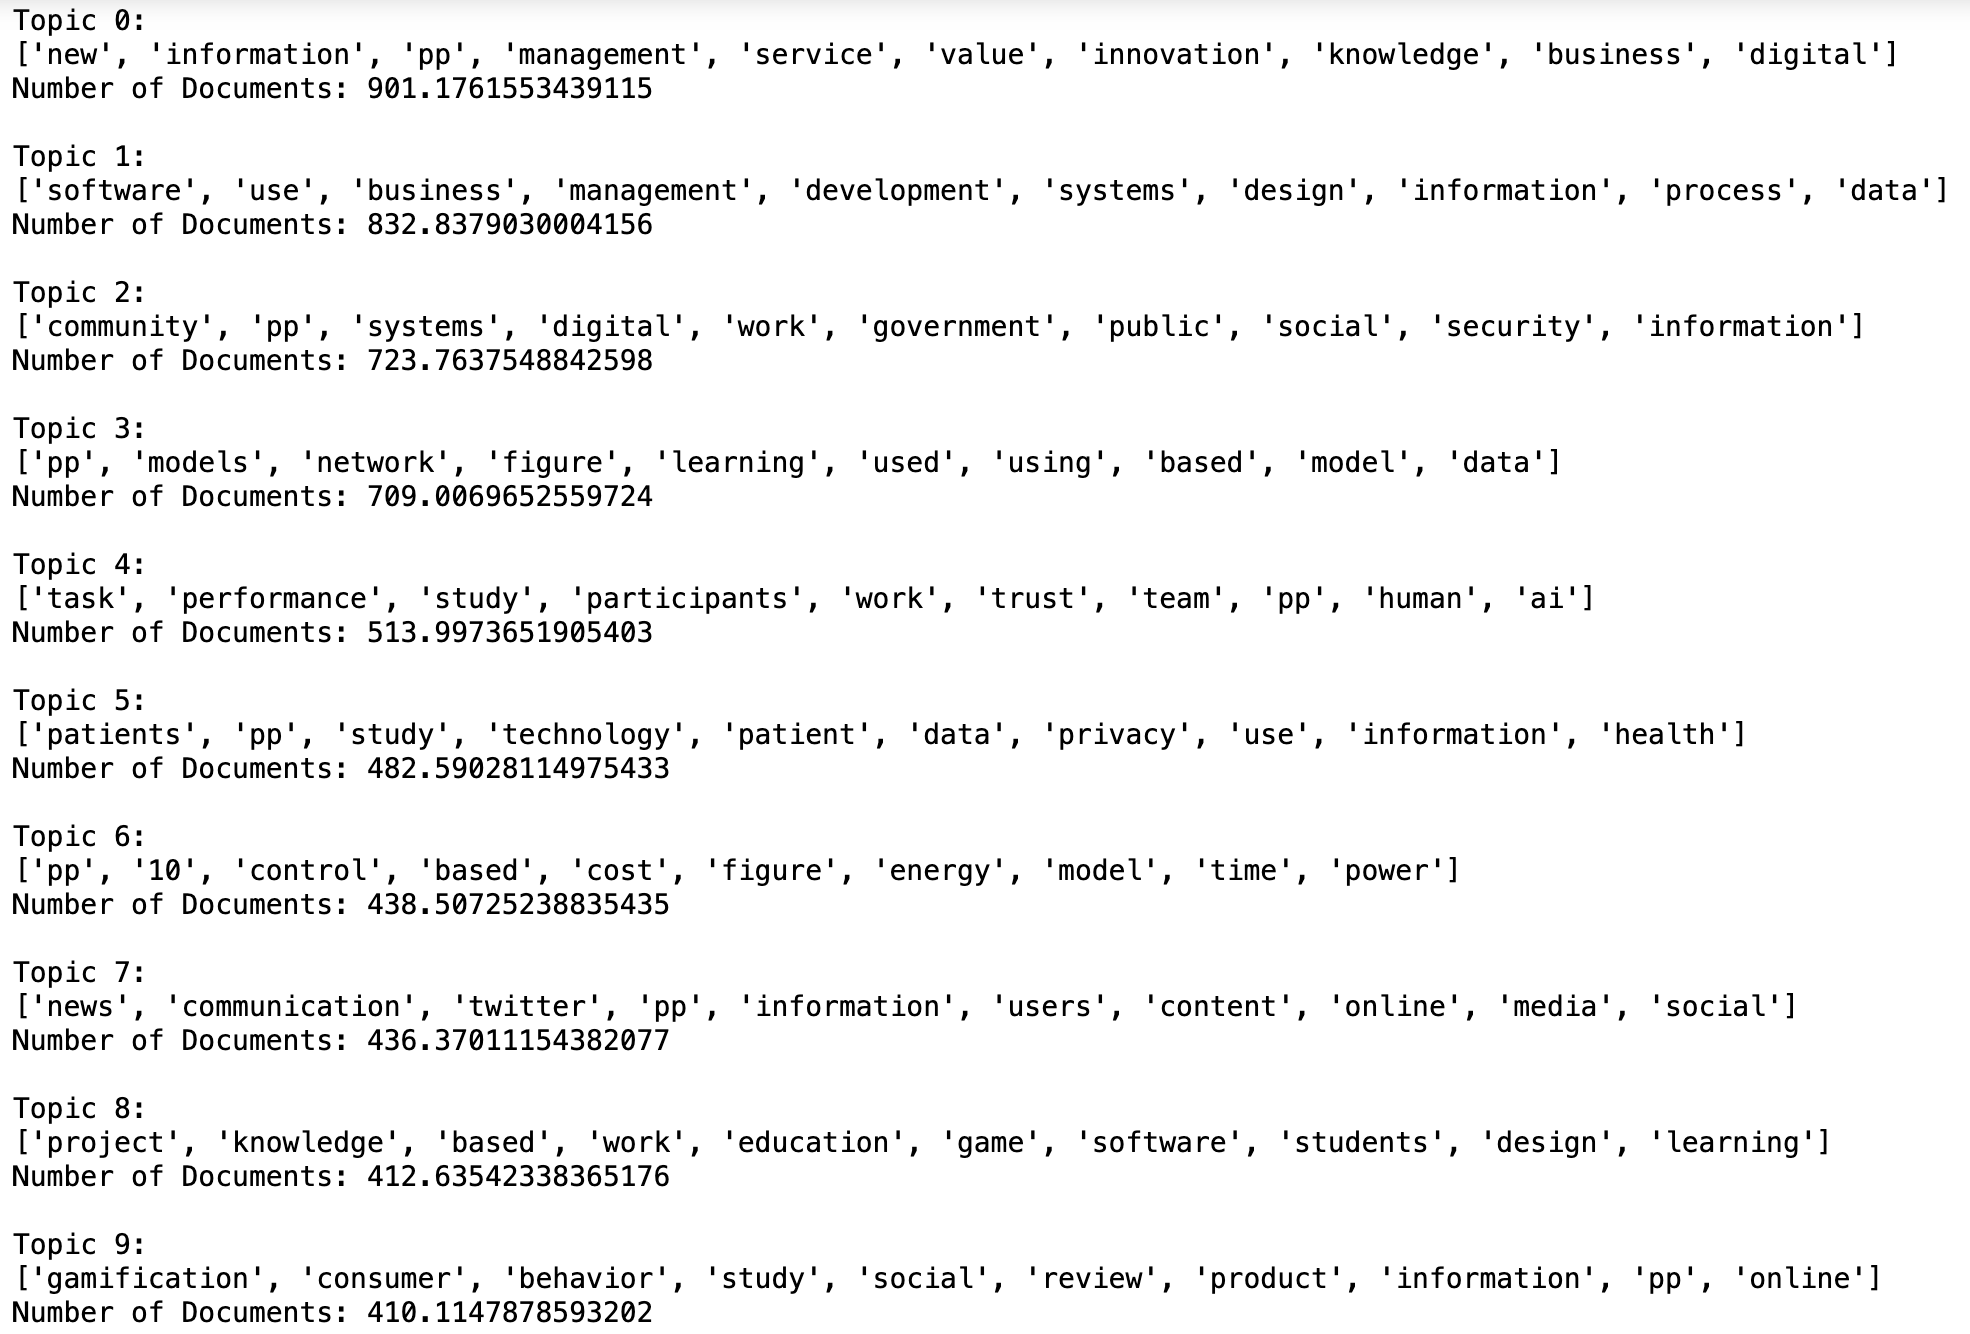 Topic 0:
['new', 'information', 'pp', 'management', 'service', 'value', 'innovation', 'knowledge', 'business', 'digital']
Number of Documents: 901.1761553439115
Topic 1:
['software', 'use', 'business', 'management', 'development', 'systems', 'design', 'information', 'process', 'data']
Number of Documents: 832.8379030004156
Topic 2:
['community', 'pp', 'systems', 'digital', 'work', 'government', 'public', 'social', 'security', 'information']
Number of Documents: 723.7637548842598
Topic 3:
['pp', 'models', 'network', 'figure', 'learning', 'used', 'using', 'based', 'model', 'data']
Number of Documents: 709.0069652559724
Topic 4:
['task', 'performance', 'study', 'participants', 'work', 'trust', 'team', 'pp', 'human', 'ai']
Number of Documents: 513.9973651905403
Topic 5:
['patients', 'pp', 'study', 'technology', 'patient', 'data', 'privacy', 'use', 'information', 'health']
Number of Documents: 482.59028114975433
Topic 6:
['pp', '10', 'control', 'based', 'cost', 'figure', 'energy', 'model', 'time', 'power']
Number of Documents: 438.50725238835435
Topic 7:
['news', 'communication', 'twitter', 'pp', 'information', 'users', 'content', 'online', 'media', 'social']
Number of Documents: 436.37011154382077
Topic 8:
['project', 'knowledge', 'based', 'work', 'education', 'game', 'software', 'students', 'design', 'learning']
Number of Documents: 412.63542338365176
Topic 9:
['gamification', 'consumer', 'behavior', 'study', 'social', 'review', 'product', 'information', 'pp', 'online']
Number of Documents: 410.1147878593202